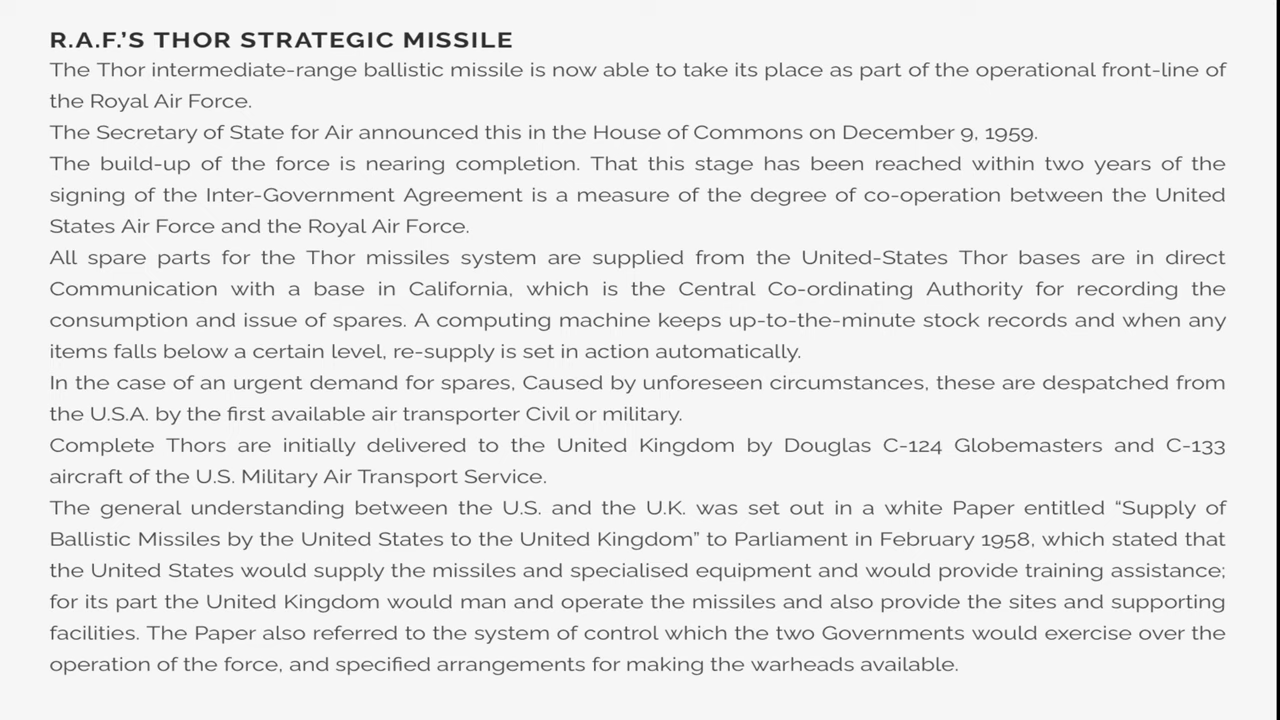 R.A.F.'S THOR STRATEGIC MISSILE
The Thor intermediate-range ballistic missile is now able to take its place as part of the operational front-line of
the Royal Air Force.
The Secretary of State for Air announced this in the House of Commons on December 9, 1959.
The build-up of the force is nearing completion. That this stage has been reached within two years of the
signing of the Inter-Government Agreement is a measure of the degree of co-operation between the United
States Air Force and the Royal Air Force.
All spare parts for the Thor missiles system are supplied from the United-States Thor bases are in direct
Communication with a base in California, which is the Central Co-ordinating Authority for recording the
consumption and issue of spares. A computing machine keeps up-to-the-minute stock records and when any
items falls below a certain level, re-supply is set in action automatically.
In the case of an urgent demand for spares, Caused by unforeseen circumstances, these are despatched from
the U.S.A. by the first available air transporter Civil or military.
Complete Thors are initially delivered to the United Kingdom by Douglas C-124 Globemasters and C-133
aircraft of the U.S. Military Air Transport Service.
The general understanding between the U.S. and the U.K. was set out in a white Paper entitled “Supply of
Ballistic Missiles by the United States to the United Kingdom” to Parliament in February 1958, which stated that
the United States would supply the missiles and specialised equipment and would provide training assistance;
for its part the United Kingdom would man and operate the missiles and also provide the sites and supporting
facilities. The Paper also referred to the system of control which the two Governments would exercise over the
operation of the force, and specified arrangements for making the warheads available.